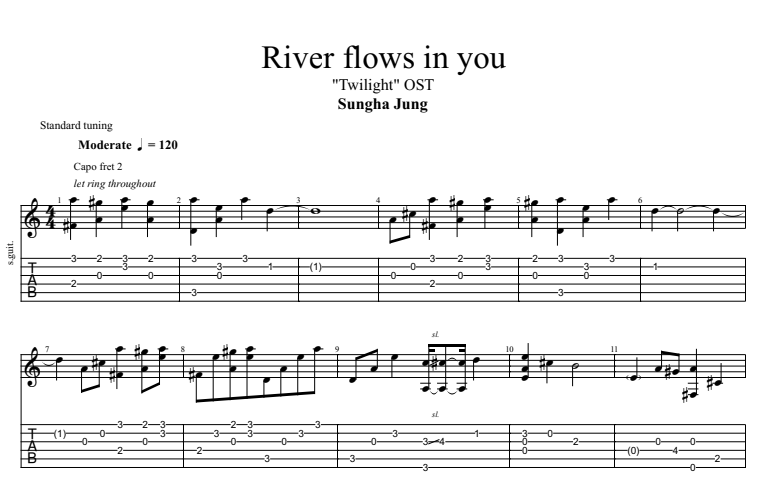 River flows in you
"Twilight" OST
Sungha Jung
Standard tuning
Moderate ♩ = 120
Capo fret 2
let ring throughout
1 2 3 4 5 6
4
4
s.guit.
T
A
B
3 2 3 2 3 3 3 2 3 2 3 3
3 3 1 (1) 0 3 3 1
0 0 0 0 0 0 0
2 2
3 3
7 8 9 10 11
sl.
sl.
3 2 3 2 3 3
(1) 0 3 3 3 3 1 3 0
0 0 0 0 3 4 0 2 0 0
2 2 0 (0) 4
3 3 2
3 0
T
A
B